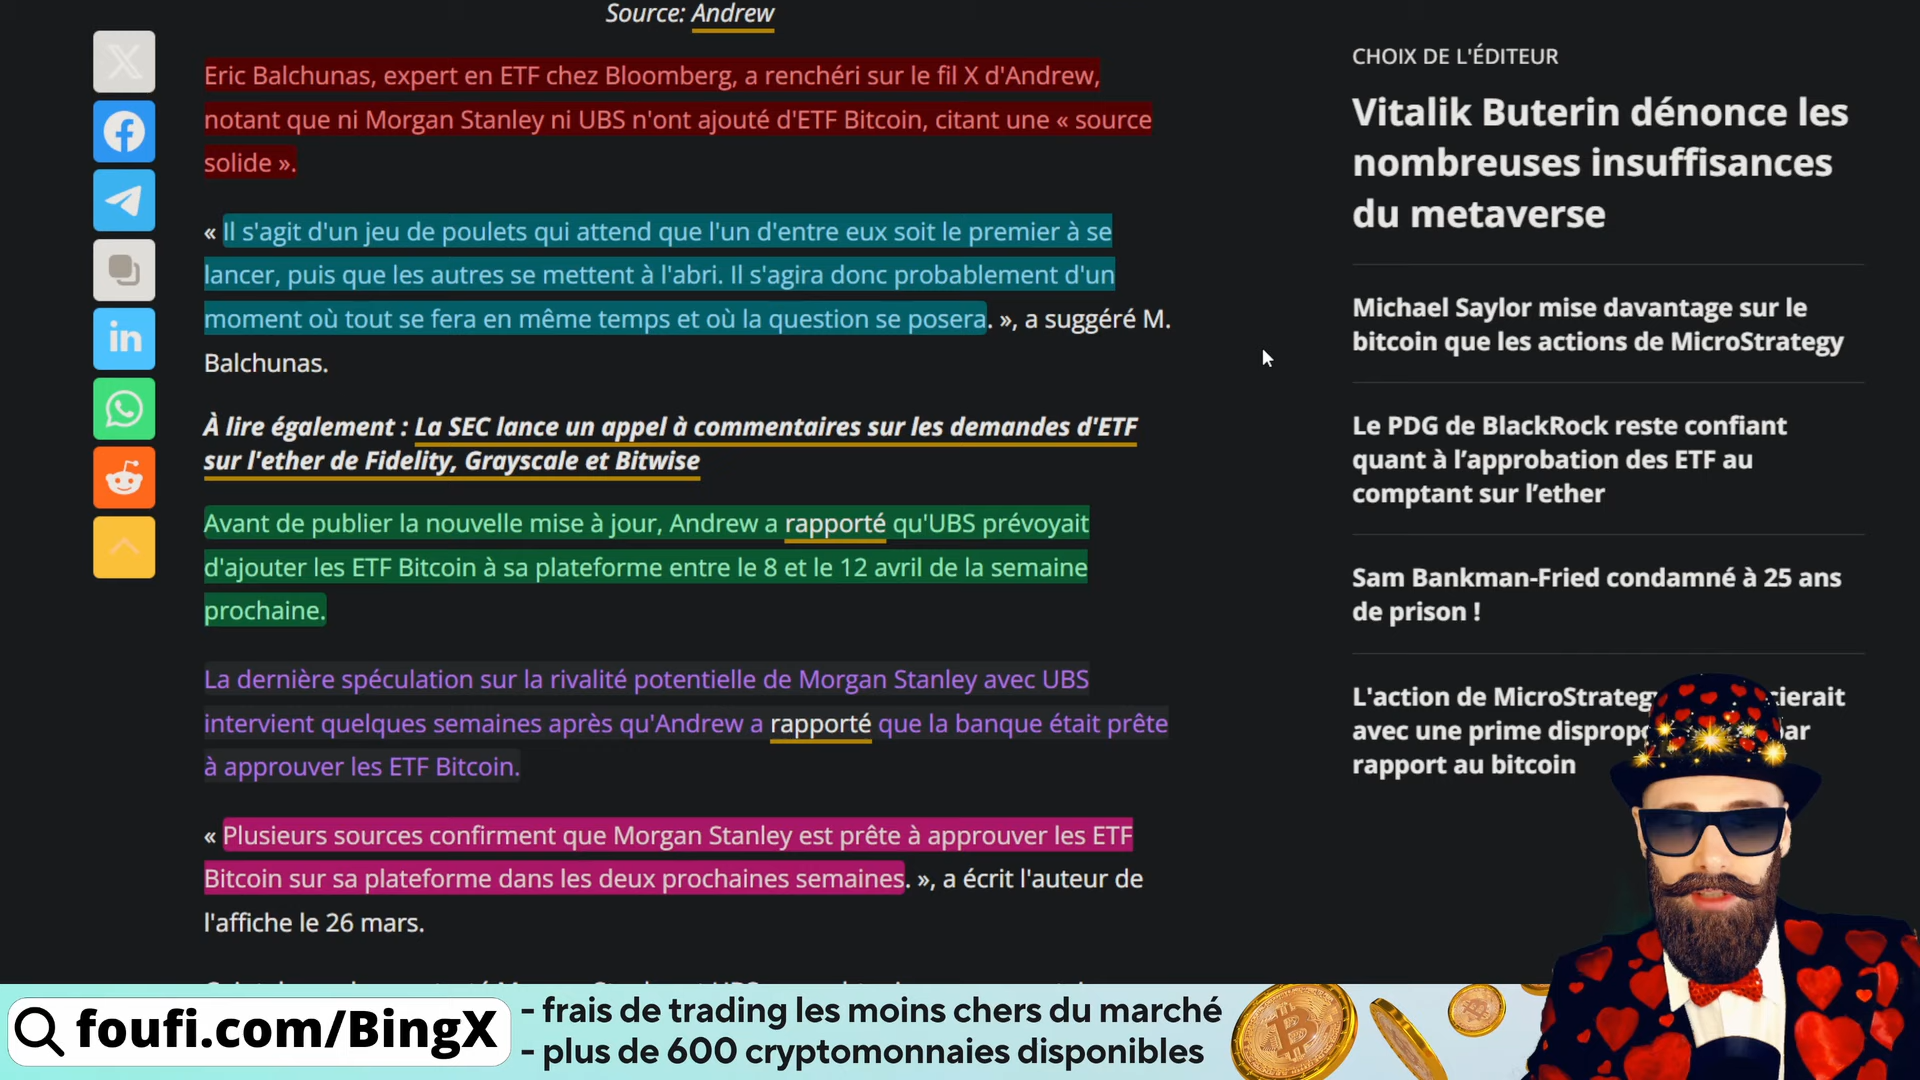 Source: Andrew
Eric Balchunas, expert en ETF chez Bloomberg, a renchéri sur le fil X d'Andrew,
notant que ni Morgan Stanley ni UBS n'ont ajouté d'ETF Bitcoin, citant une « source
solide ».
« Il s'agit d'un jeu de poulets qui attend que l'un d'entre eux soit le premier à se
lancer, puis que les autres se mettent à l'abri. Il s'agira donc probablement d'un
moment où tout se fera en même temps et où la question se posera. », a suggéré M.
Balchunas.
À lire également : La SEC lance un appel à commentaires sur les demandes d'ETF
sur l'ether de Fidelity, Grayscale et Bitwise
Avant de publier la nouvelle mise à jour, Andrew a rapporté qu'UBS prévoyait
d'ajouter les ETF Bitcoin à sa plateforme entre le 8 et le 12 avril de la semaine
prochaine.
La dernière spéculation sur la rivalité potentielle de Morgan Stanley avec UBS
intervient quelques semaines après qu'Andrew a rapporté que la banque était prête
à approuver les ETF Bitcoin.
« Plusieurs sources confirment que Morgan Stanley est prête à approuver les ETF
Bitcoin sur sa plateforme dans les deux prochaines semaines. », a écrit l'auteur de
l'affiche le 26 mars.
CHOIX DE L'ÉDITEUR
Vitalik Buterin dénonce les
nombreuses insuffisances
du metaverse
Michael Saylor mise davantage sur le
bitcoin que les actions de MicroStrategy
Le PDG de BlackRock reste confiant
quant à l’approbation des ETF au
comptant sur l’ether
Sam Bankman-Fried condamné à 25 ans
de prison !
L'action de MicroStrateg
avec une prime dispropo
rapport au bitcoin
foufi.com/BingX
- frais de trading les moins chers du marché
- plus de 600 cryptomonnaies disponibles